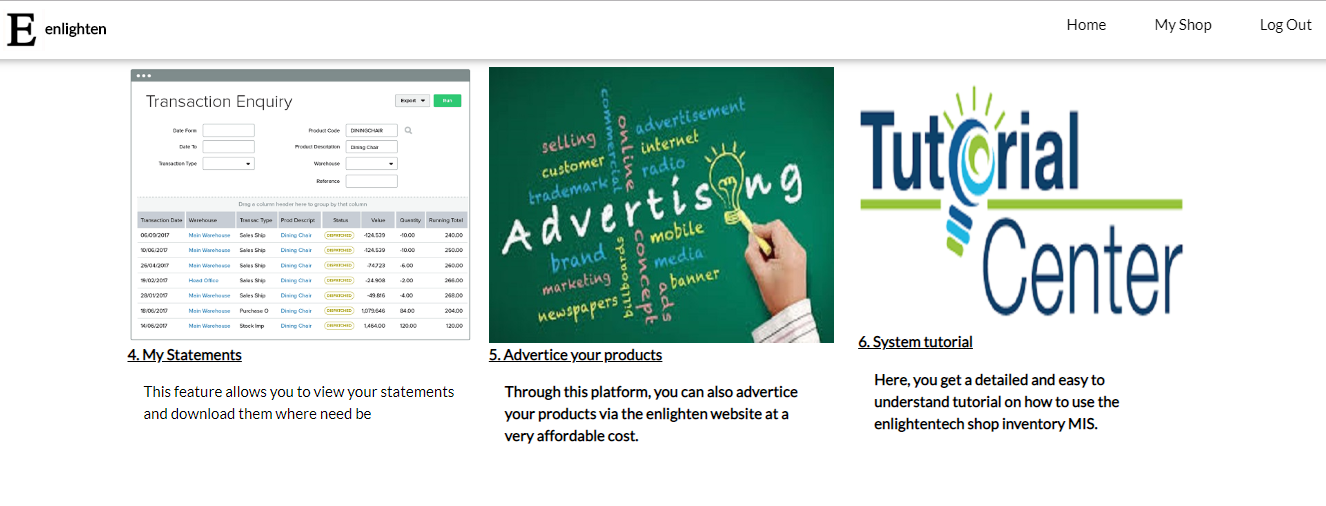 E enlighten
Home My Shop Log Out
Transaction Enquiry
Export Run
Date Form Product Code DININGCHAIR
Date To Product Description Dining Chair
Transaction Type Warehouse
Reference
Drag a column header here to group by that column
Transaction Date Warehouse Transac Type Prod Descript Status Value Quantity Running Total
06/09/2017 Main Warehouse Sales Ship Dining Chair -124.539 -10.00 240.00
10/06/2017 Main Warehouse Sales Ship Dining Chair -124.539 -10.00 250.00
26/04/2017 Main Warehouse Sales Ship Dining Chair -74.723 -6.00 260.00
19/02/2017 Head Office Sales Ship Dining Chair -24.908 -2.00 266.00
28/01/2017 Main Warehouse Sales Ship Dining Chair -49.816 -4.00 268.00
18/06/2017 Main Warehouse Purchase O Dining Chair 1,079.646 84.00 204.00
14/06/2017 Main Warehouse Stock Imp Dining Chair 1,464.00 120.00 120.00
commercial
online
advertisement
selling
internet
customer
radio
trademark
Advertising
mobile
brand
media
marketing
banner
newspapers
billboards
concept
ads
Tutorial
Center
4. My Statements
This feature allows you to view your statements
and download them where need be
5. Advertice your products
Through this platform, you can also advertice
your products via the enlighten website at a
very affordable cost.
6. System tutorial
Here, you get a detailed and easy to
understand tutorial on how to use the
enlightentech shop inventory MIS.